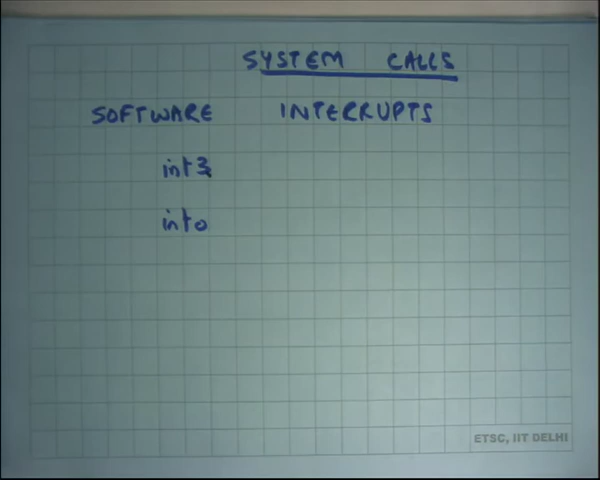 SYSTEM CALLS
SOFTWARE INTERRUPTS
int3
into
ETSC, IIT DELHI